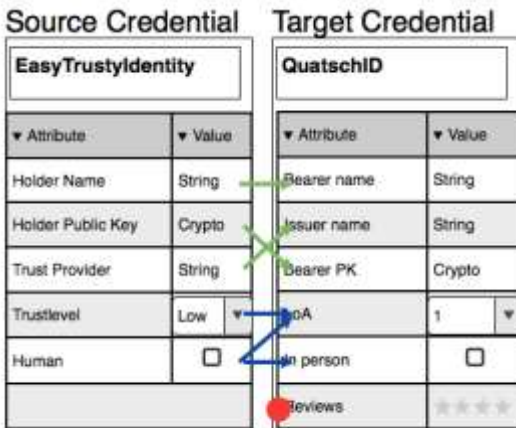 Source Credential
Target Credential
EasyTrustyIdentity
QuatschID
▼ Attribute
▼ Value
▼ Attribute
▼ Value
Holder Name
String
Bearer name
String
Holder Public Key
Crypto
Issuer name
String
Trust Provider
String
Bearer PK
Crypto
Trustlevel
Low
LoA
1
Human
In person
Reviews